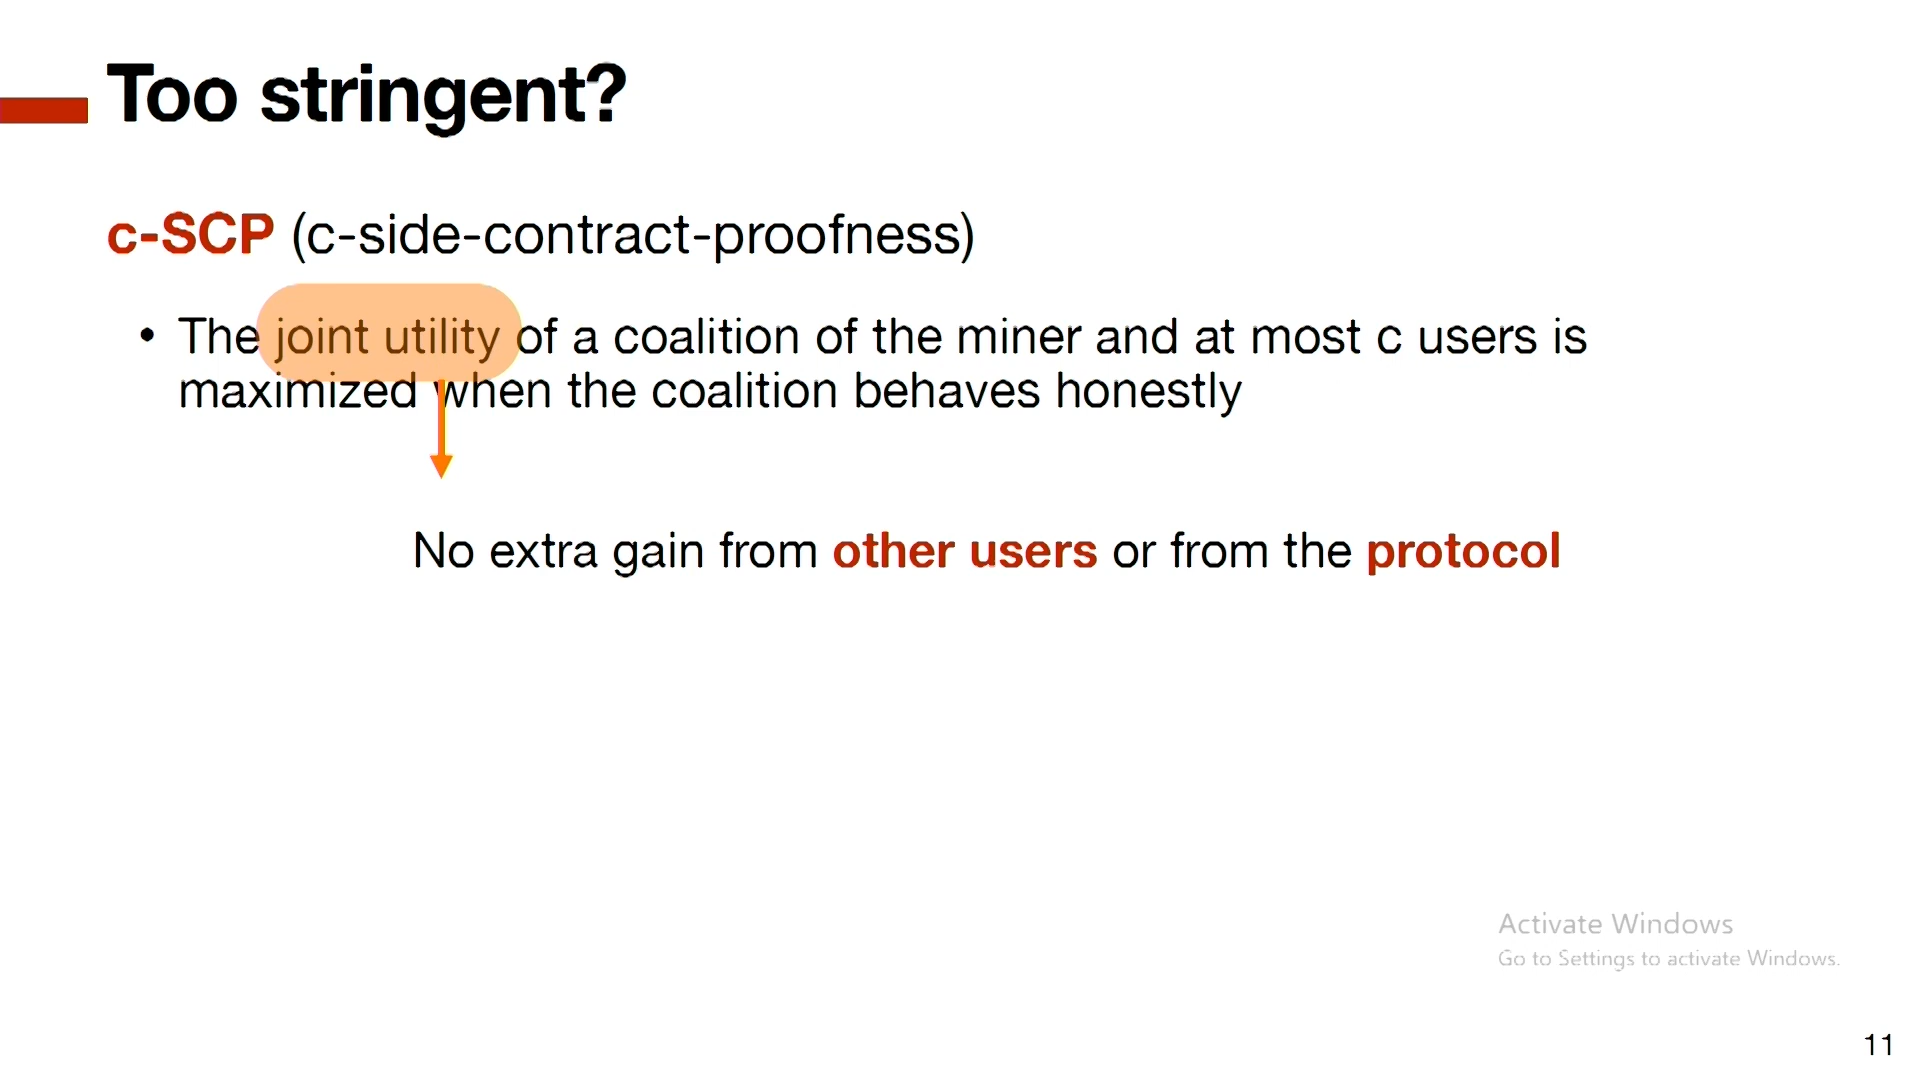 Too stringent?
c-SCP (c-side-contract-proofness)
• The joint utility of a coalition of the miner and at most c users is
maximized when the coalition behaves honestly
No extra gain from other users or from the protocol
Activate Windows
Go to Settings to activate Windows.
11